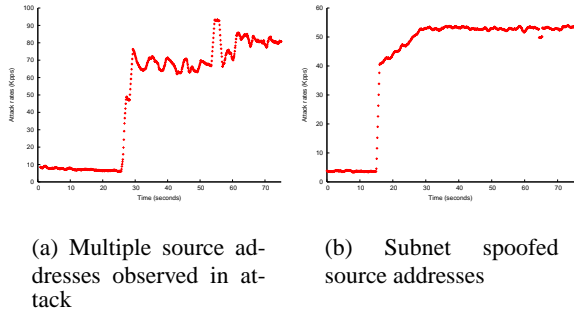 100
90
80
70
60
50
40
30
20
10
0
Attack rates (Kpps)
0 10 20 30 40 50 60 70
Time (seconds)
60
50
40
30
20
10
0
Attack rates (Kpps)
0 10 20 30 40 50 60 70
Time (seconds)
(a) Multiple source ad-
dresses observed in at-
tack
(b) Subnet spoofed
source addresses